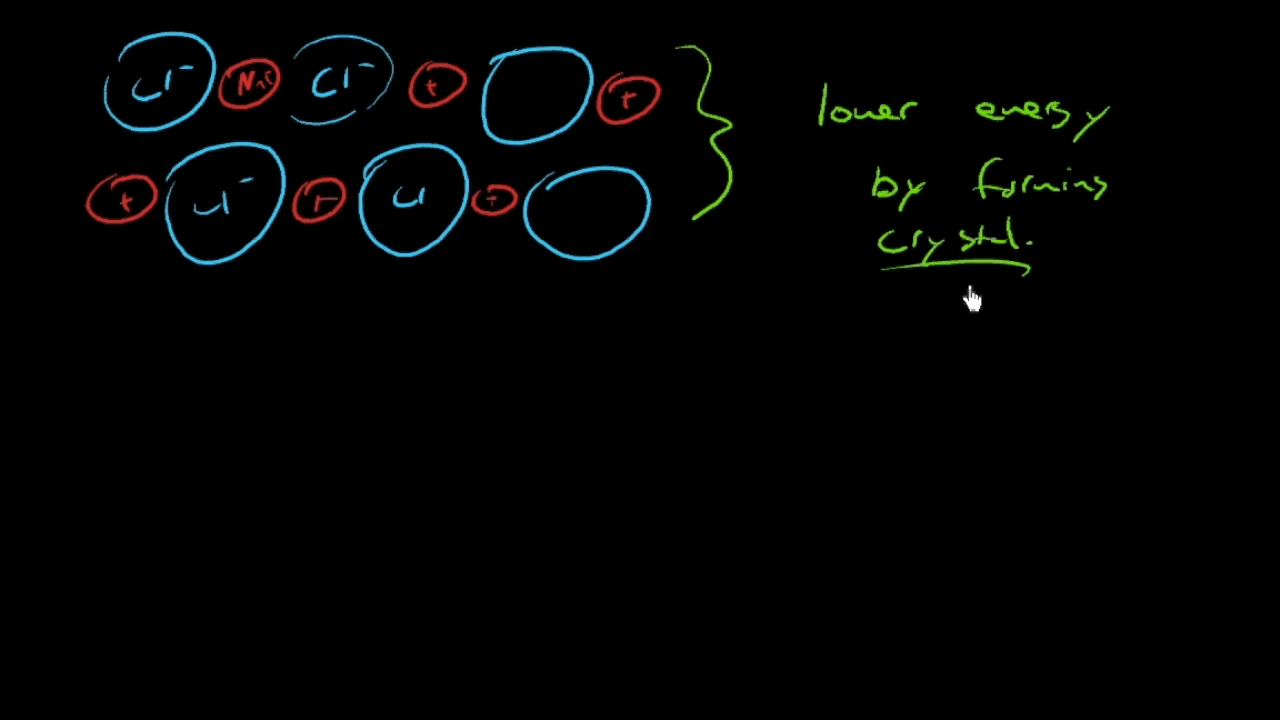 Cl⁻ Na Cl⁻ + +
+ Cl⁻ + Cl +
lower energy
by forming
crystal.